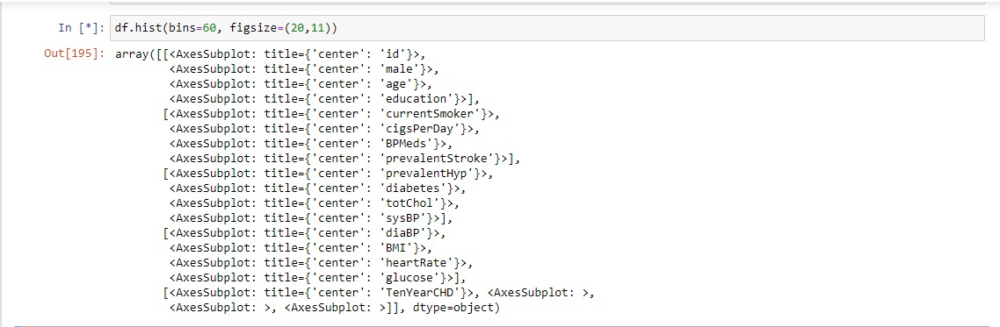 In [*]: df.hist(bins=60, figsize=(20,11))
Out[195]: array([[<AxesSubplot: title={'center': 'id'}>,
<AxesSubplot: title={'center': 'male'}>,
<AxesSubplot: title={'center': 'age'}>,
<AxesSubplot: title={'center': 'education'}>],
[<AxesSubplot: title={'center': 'currentSmoker'}>,
<AxesSubplot: title={'center': 'cigsPerDay'}>,
<AxesSubplot: title={'center': 'BPMeds'}>,
<AxesSubplot: title={'center': 'prevalentStroke'}>],
[<AxesSubplot: title={'center': 'prevalentHyp'}>,
<AxesSubplot: title={'center': 'diabetes'}>,
<AxesSubplot: title={'center': 'totChol'}>,
<AxesSubplot: title={'center': 'sysBP'}>],
[<AxesSubplot: title={'center': 'diaBP'}>,
<AxesSubplot: title={'center': 'BMI'}>,
<AxesSubplot: title={'center': 'heartRate'}>,
<AxesSubplot: title={'center': 'glucose'}>],
[<AxesSubplot: title={'center': 'TenYearCHD'}>, <AxesSubplot: >,
<AxesSubplot: >, <AxesSubplot: >]], dtype=object)